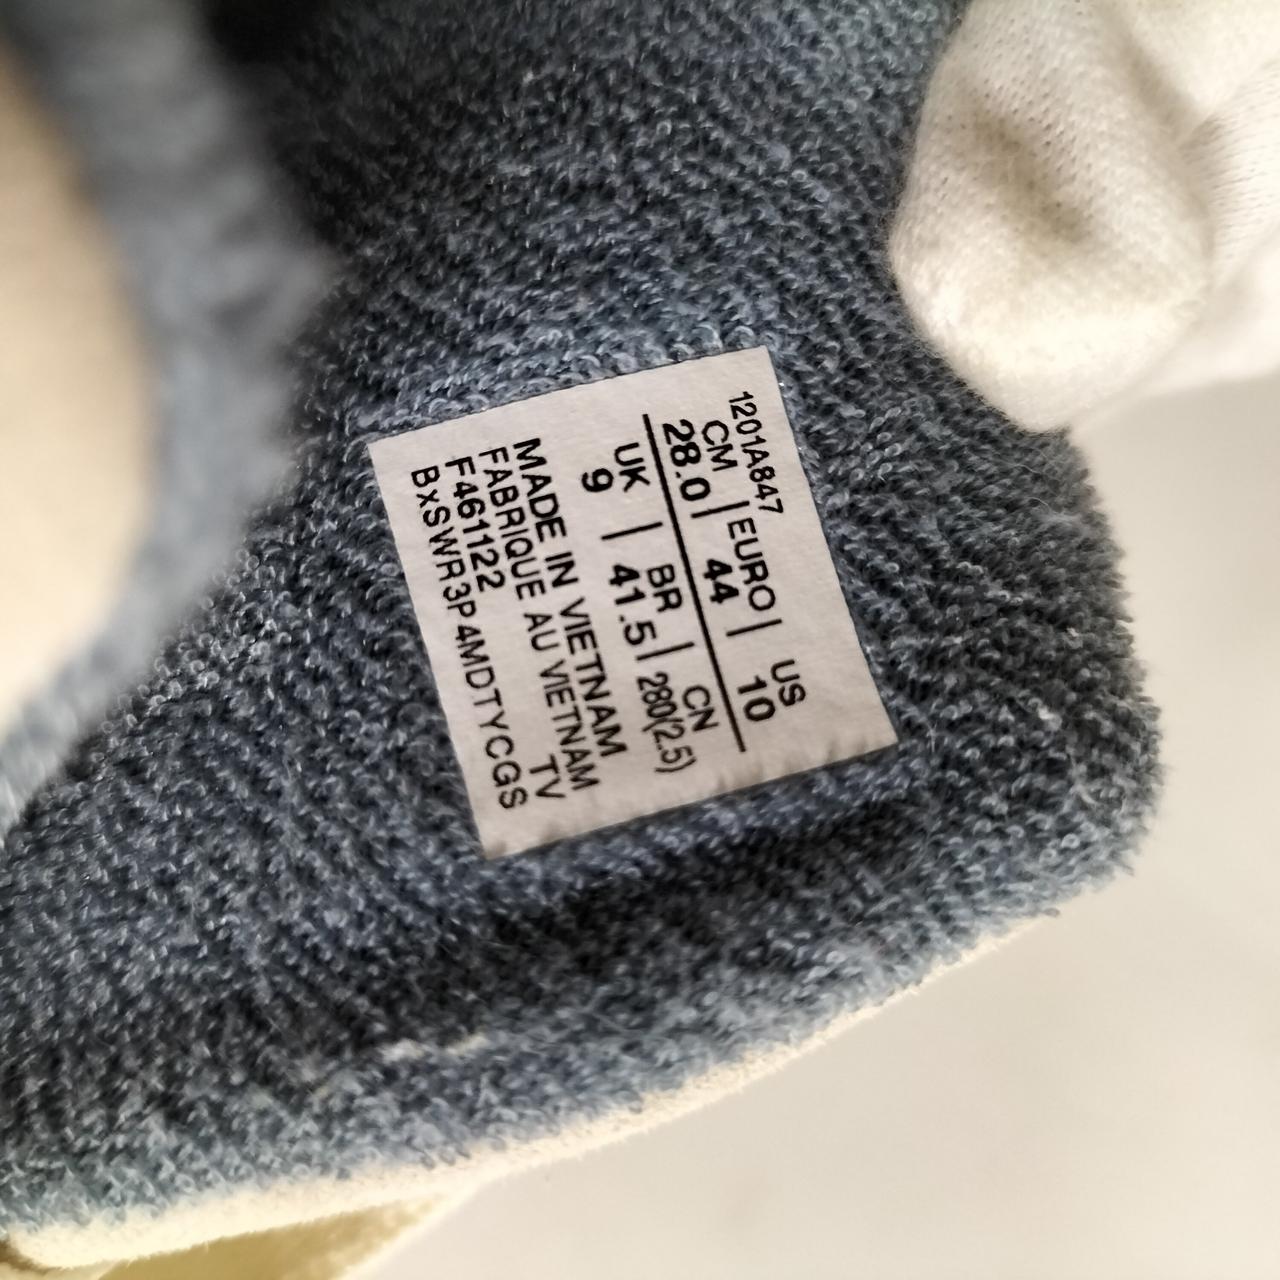 1201A847
CM | EURO | US
28.0 | 44 | 10
UK | BR | CN
9 | 41.5 | 280(2.5)
MADE IN VIETNAM
FABRIQUE AU VIETNAM
F461122 TV
BxSWR3P4MDTYCGS